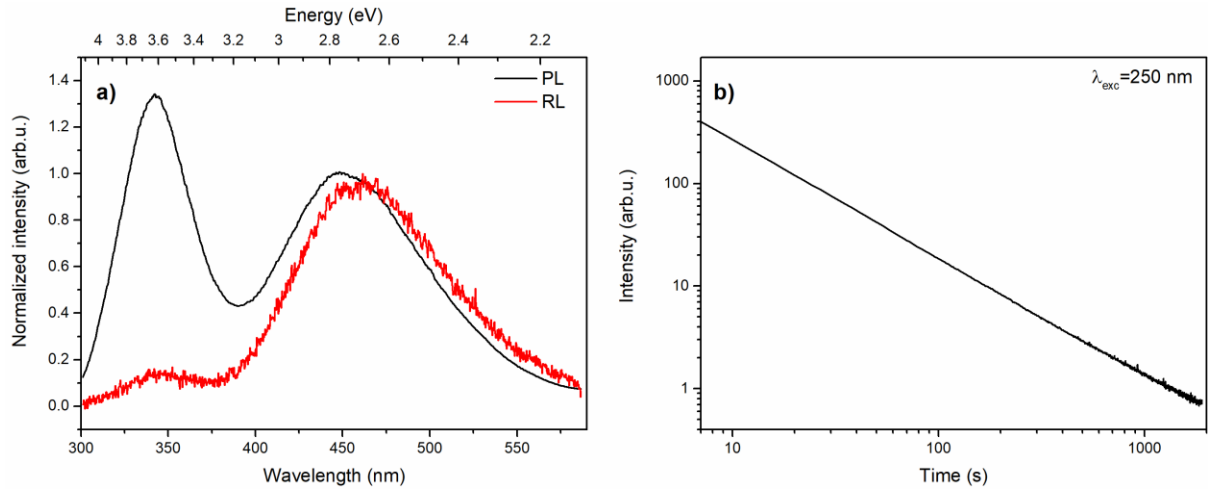 Energy (eV)
4 3.8 3.6 3.4 3.2 3 2.8 2.6 2.4 2.2
a)
PL
RL
Normalized intensity (arb.u.)
1.4
1.2
1.0
0.8
0.6
0.4
0.2
0.0
300 350 400 450 500 550
Wavelength (nm)
b)
λexc=250 nm
Intensity (arb.u.)
1000
100
10
1
10 100 1000
Time (s)